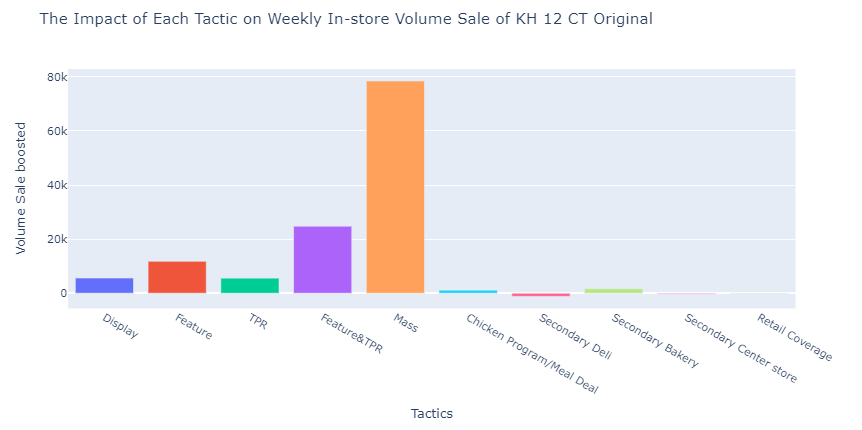 The Impact of Each Tactic on Weekly In-store Volume Sale of KH 12 CT Original
Volume Sale boosted
80k
60k
40k
20k
0
Display
Feature
TPR
Feature&TPR
Mass
Chicken Program/Meal Deal
Secondary Deli
Secondary Bakery
Secondary Center store
Retail Coverage
Tactics